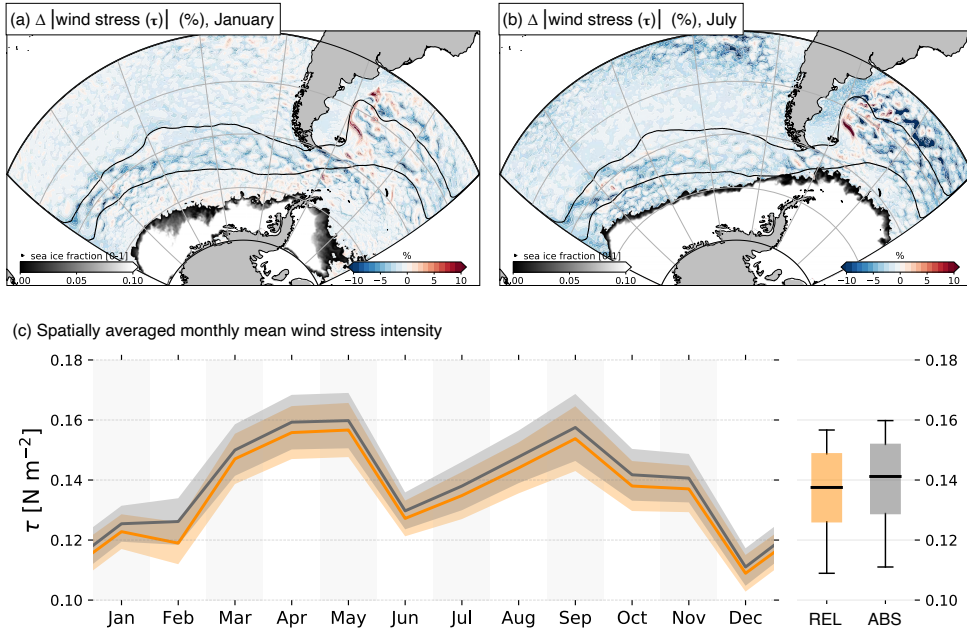 (a) Δ |wind stress (τ)| (%), January
(b) Δ |wind stress (τ)| (%), July
sea ice fraction [0-1]
0.00 0.05 0.10
%
−10 −5 0 5 10
sea ice fraction [0-1]
0.00 0.05 0.10
%
−10 −5 0 5 10
(c) Spatially averaged monthly mean wind stress intensity
τ [N m⁻²]
0.18
0.16
0.14
0.12
0.10
Jan Feb Mar Apr May Jun Jul Aug Sep Oct Nov Dec
0.18
0.16
0.14
0.12
0.10
REL ABS